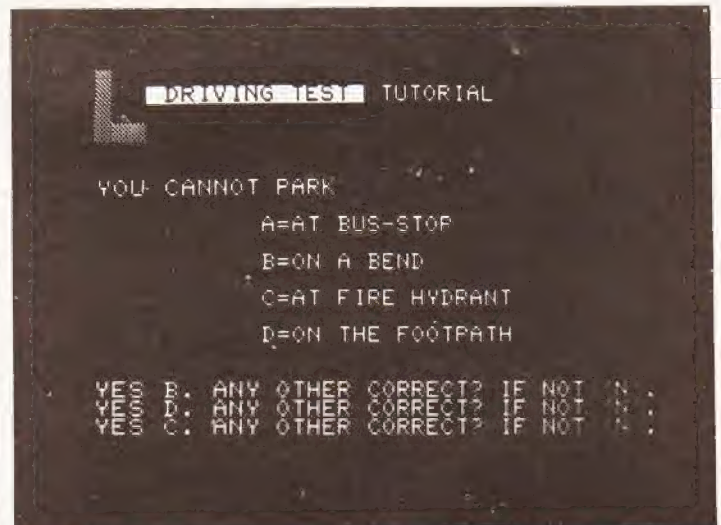 L DRIVING TEST TUTORIAL
YOU CANNOT PARK
A=AT BUS-STOP
B=ON A BEND
C=AT FIRE HYDRANT
D=ON THE FOOTPATH
YES B. ANY OTHER CORRECT? IF NOT 'N'.
YES D. ANY OTHER CORRECT? IF NOT 'N'.
YES C. ANY OTHER CORRECT? IF NOT 'N'.